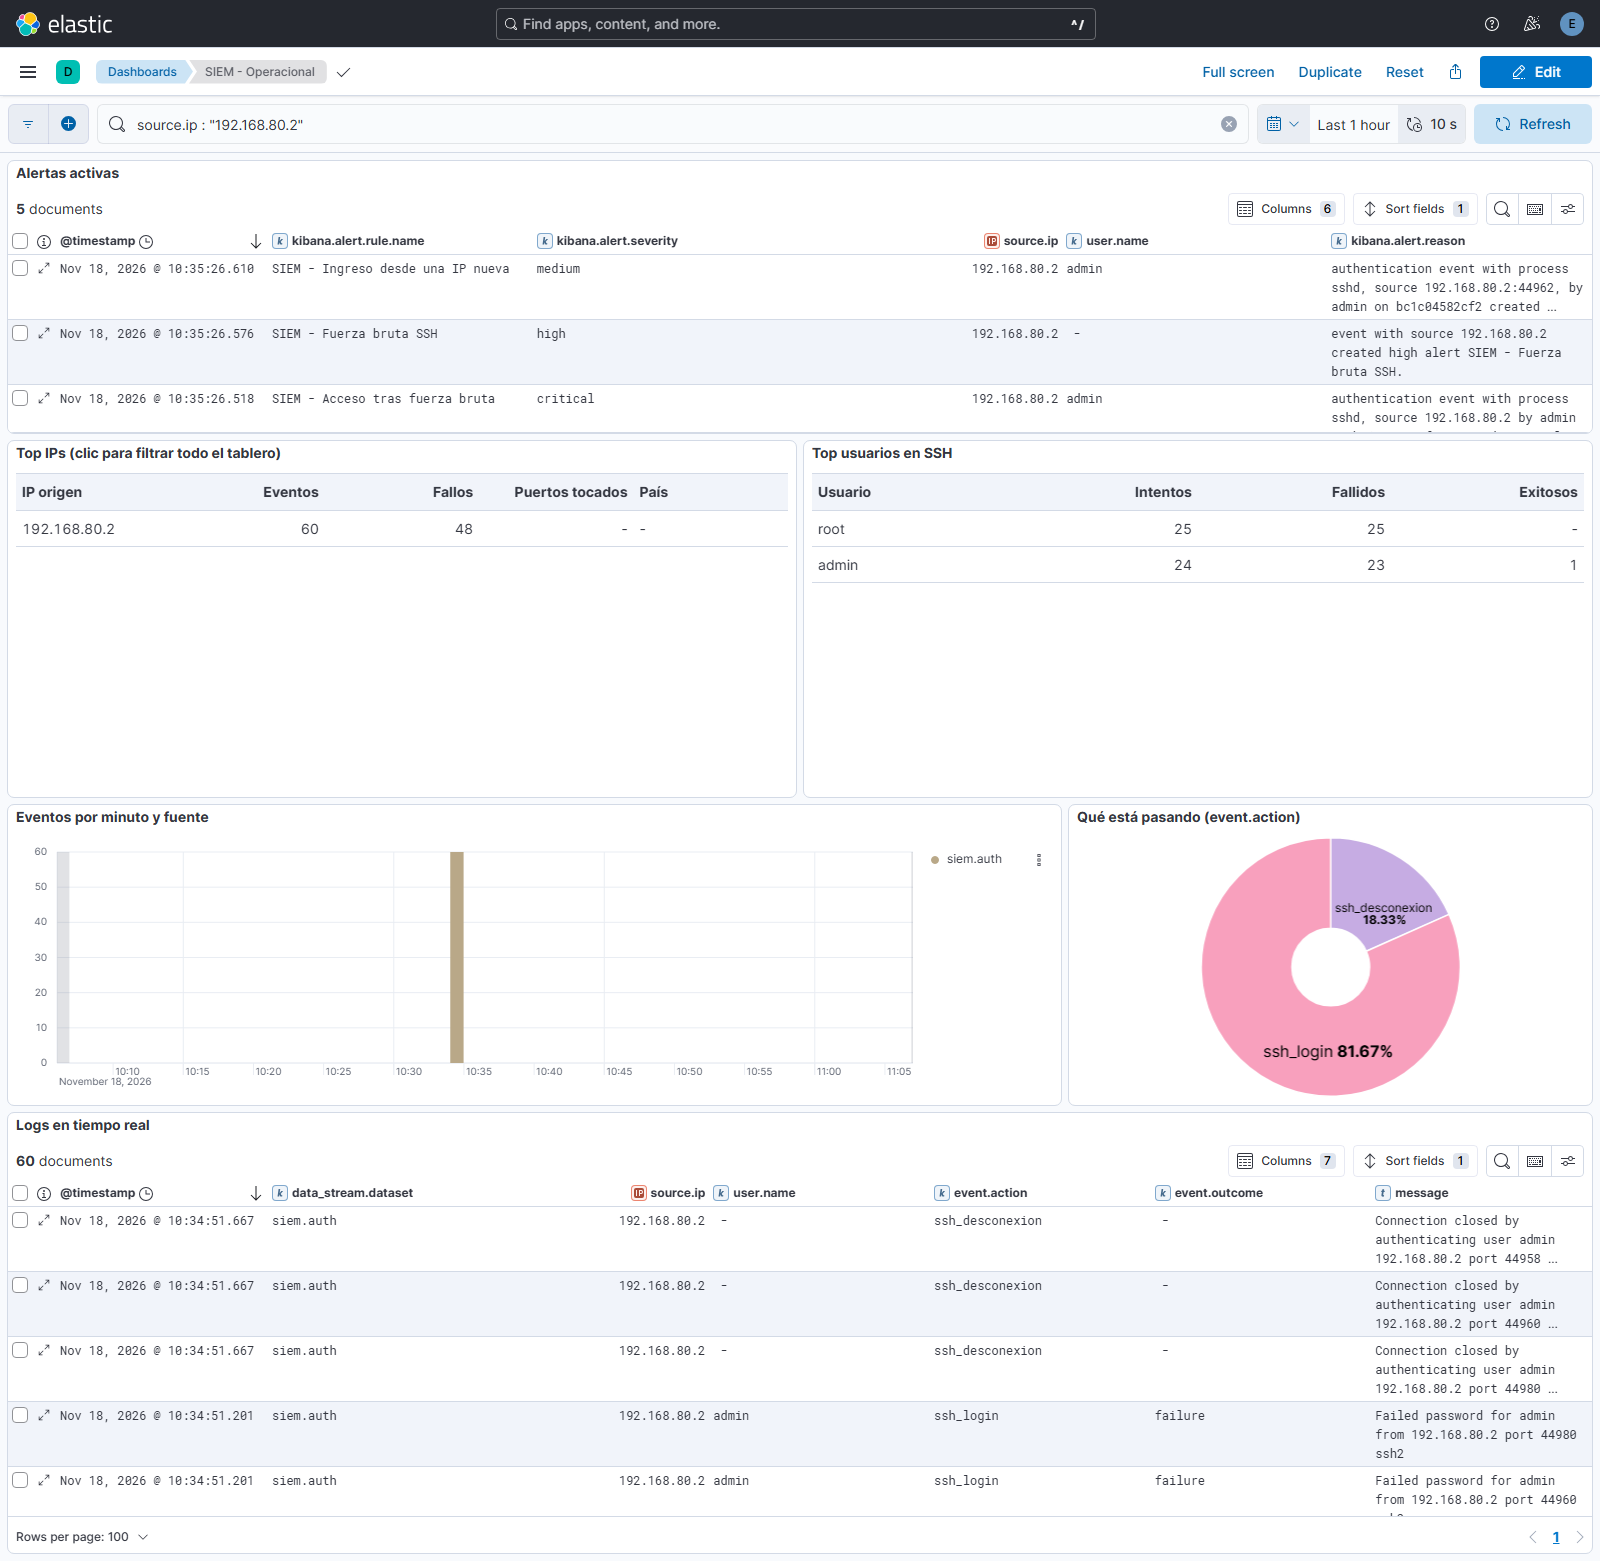 elastic
Find apps, content, and more.
^/
E
D
Dashboards
SIEM - Operacional
Full screen
Duplicate
Reset
Edit
source.ip : "192.168.80.2"
Last 1 hour
10 s
Refresh
Alertas activas
5 documents
Columns 6
Sort fields 1
@timestamp
k kibana.alert.rule.name
k kibana.alert.severity
IP source.ip
k user.name
k kibana.alert.reason
Nov 18, 2026 @ 10:35:26.610 SIEM - Ingreso desde una IP nueva medium 192.168.80.2 admin authentication event with process
sshd, source 192.168.80.2:44962, by
admin on bc1c04582cf2 created …
Nov 18, 2026 @ 10:35:26.576 SIEM - Fuerza bruta SSH high 192.168.80.2 - event with source 192.168.80.2
created high alert SIEM - Fuerza
bruta SSH.
Nov 18, 2026 @ 10:35:26.518 SIEM - Acceso tras fuerza bruta critical 192.168.80.2 admin authentication event with process
sshd, source 192.168.80.2 by admin
Top IPs (clic para filtrar todo el tablero)
IP origen Eventos Fallos Puertos tocados País
192.168.80.2 60 48 - -
Top usuarios en SSH
Usuario Intentos Fallidos Exitosos
root 25 25 -
admin 24 23 1
Eventos por minuto y fuente
60
50
40
30
20
10
0
10:10 10:15 10:20 10:25 10:30 10:35 10:40 10:45 10:50 10:55 11:00 11:05
November 18, 2026
siem.auth
Qué está pasando (event.action)
ssh_desconexion
18.33%
ssh_login 81.67%
Logs en tiempo real
60 documents
Columns 7
Sort fields 1
@timestamp
k data_stream.dataset
IP source.ip
k user.name
k event.action
k event.outcome
t message
Nov 18, 2026 @ 10:34:51.667 siem.auth 192.168.80.2 - ssh_desconexion - Connection closed by
authenticating user admin
192.168.80.2 port 44958 …
Nov 18, 2026 @ 10:34:51.667 siem.auth 192.168.80.2 - ssh_desconexion - Connection closed by
authenticating user admin
192.168.80.2 port 44960 …
Nov 18, 2026 @ 10:34:51.667 siem.auth 192.168.80.2 - ssh_desconexion - Connection closed by
authenticating user admin
192.168.80.2 port 44980 …
Nov 18, 2026 @ 10:34:51.201 siem.auth 192.168.80.2 admin ssh_login failure Failed password for admin
from 192.168.80.2 port 44980
ssh2
Nov 18, 2026 @ 10:34:51.201 siem.auth 192.168.80.2 admin ssh_login failure Failed password for admin
from 192.168.80.2 port 44960
Rows per page: 100
1